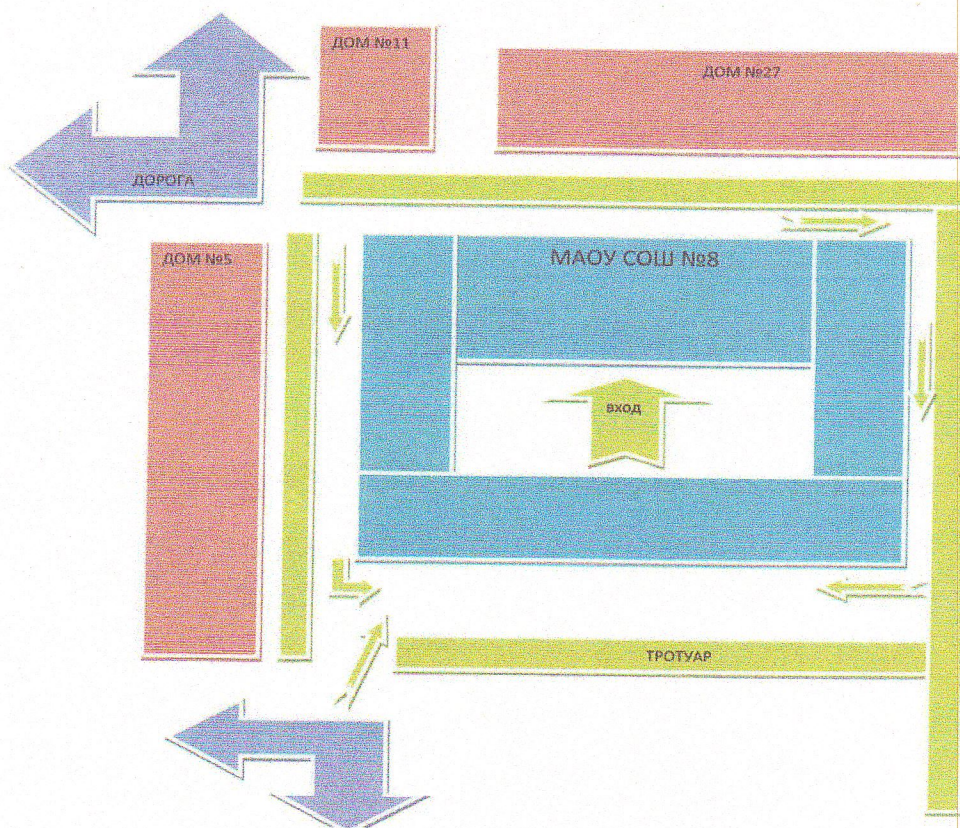 ДОМ №11
ДОМ №27
ДОРОГА
ДОМ №5
МАОУ СОШ №8
ВХОД
ТРОТУАР